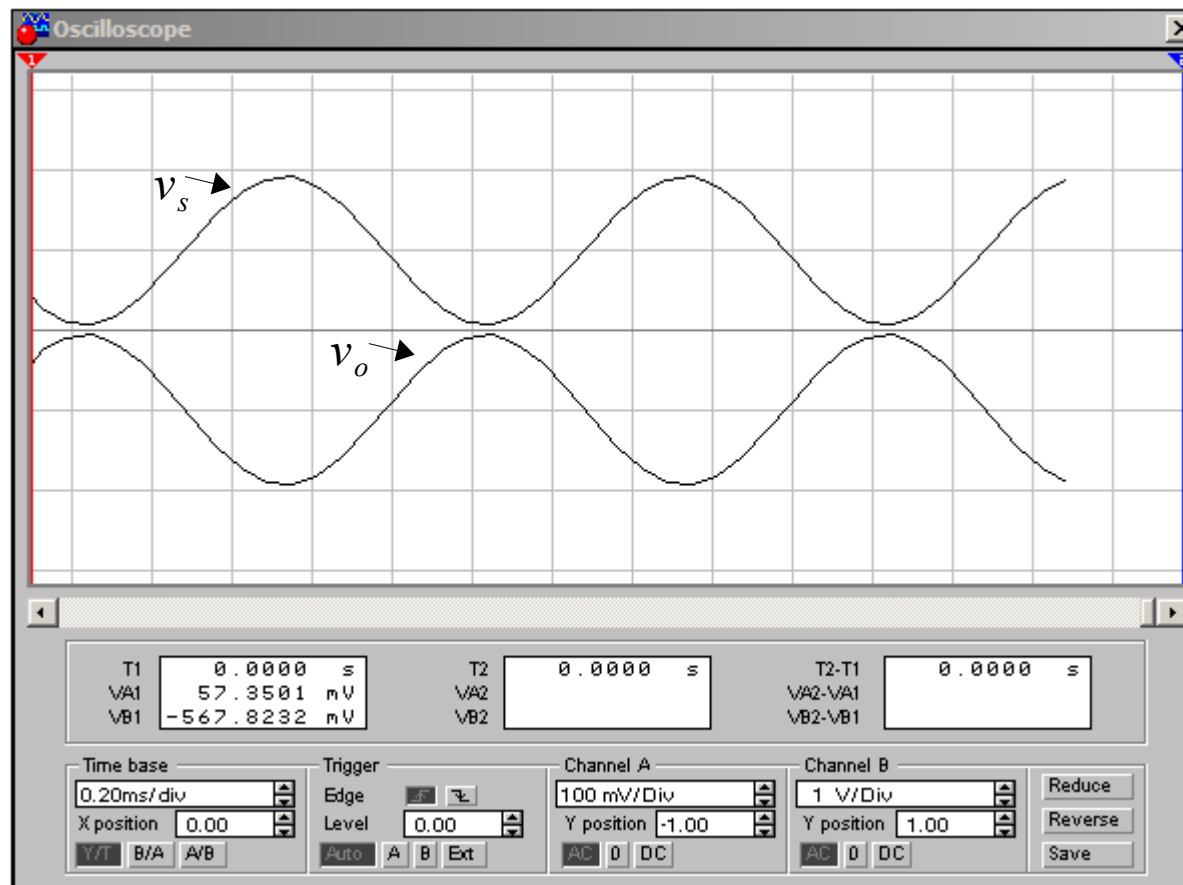 Oscilloscope
1
2
v_s
v_o
T1 0.0000 s T2 0.0000 s T2-T1 0.0000 s
VA1 57.3501 mV VA2 VA2-VA1
VB1 -567.8232 mV VB2 VB2-VB1
Time base Trigger Channel A Channel B
0.20ms/div Edge 100 mV/Div 1 V/Div Reduce
X position 0.00 Level 0.00 Y position -1.00 Y position 1.00 Reverse
Y/T B/A A/B Auto A B Ext AC 0 DC AC 0 DC Save